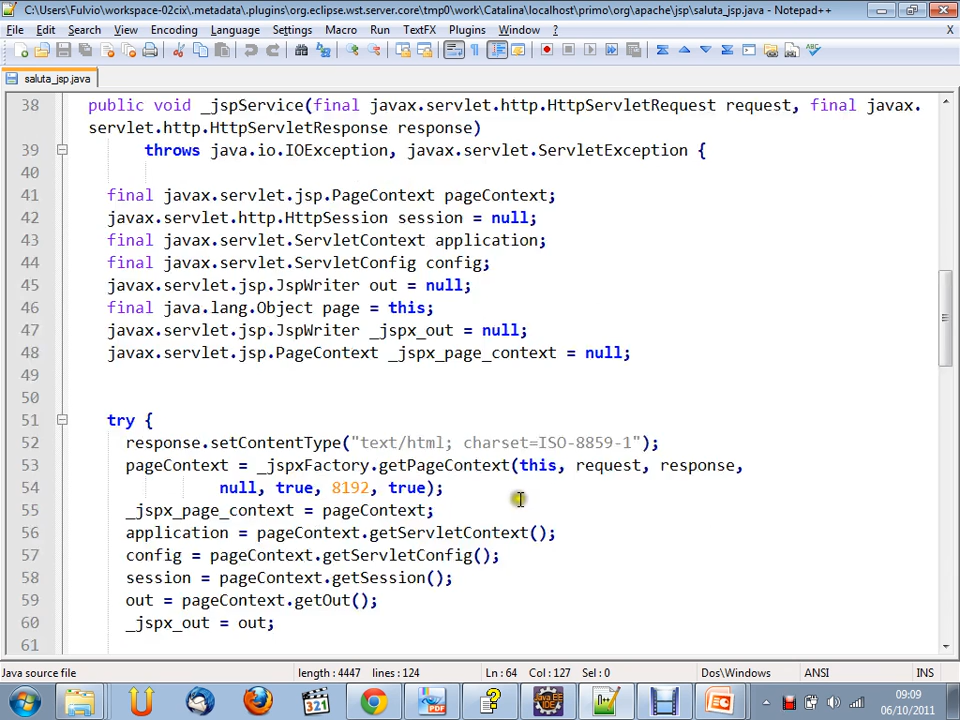 C:\Users\Fulvio\workspace-02cix\.metadata\.plugins\org.eclipse.wst.server.core\tmp0\work\Catalina\localhost\primo\org\apache\jsp\saluta_jsp.java - Notepad++
File Edit Search View Encoding Language Settings Macro Run TextFX Plugins Window ? X
saluta_jsp.java
38 public void _jspService(final javax.servlet.http.HttpServletRequest request, final javax.
servlet.http.HttpServletResponse response)
39 throws java.io.IOException, javax.servlet.ServletException {
40
41 final javax.servlet.jsp.PageContext pageContext;
42 javax.servlet.http.HttpSession session = null;
43 final javax.servlet.ServletContext application;
44 final javax.servlet.ServletConfig config;
45 javax.servlet.jsp.JspWriter out = null;
46 final java.lang.Object page = this;
47 javax.servlet.jsp.JspWriter _jspx_out = null;
48 javax.servlet.jsp.PageContext _jspx_page_context = null;
49
50
51 try {
52 response.setContentType("text/html; charset=ISO-8859-1");
53 pageContext = _jspxFactory.getPageContext(this, request, response,
54 null, true, 8192, true);
55 _jspx_page_context = pageContext;
56 application = pageContext.getServletContext();
57 config = pageContext.getServletConfig();
58 session = pageContext.getSession();
59 out = pageContext.getOut();
60 _jspx_out = out;
61
Java source file length : 4447 lines : 124 Ln : 64 Col : 127 Sel : 0 Dos\Windows ANSI INS
321 PDF Java EE IDE 09:09
06/10/2011